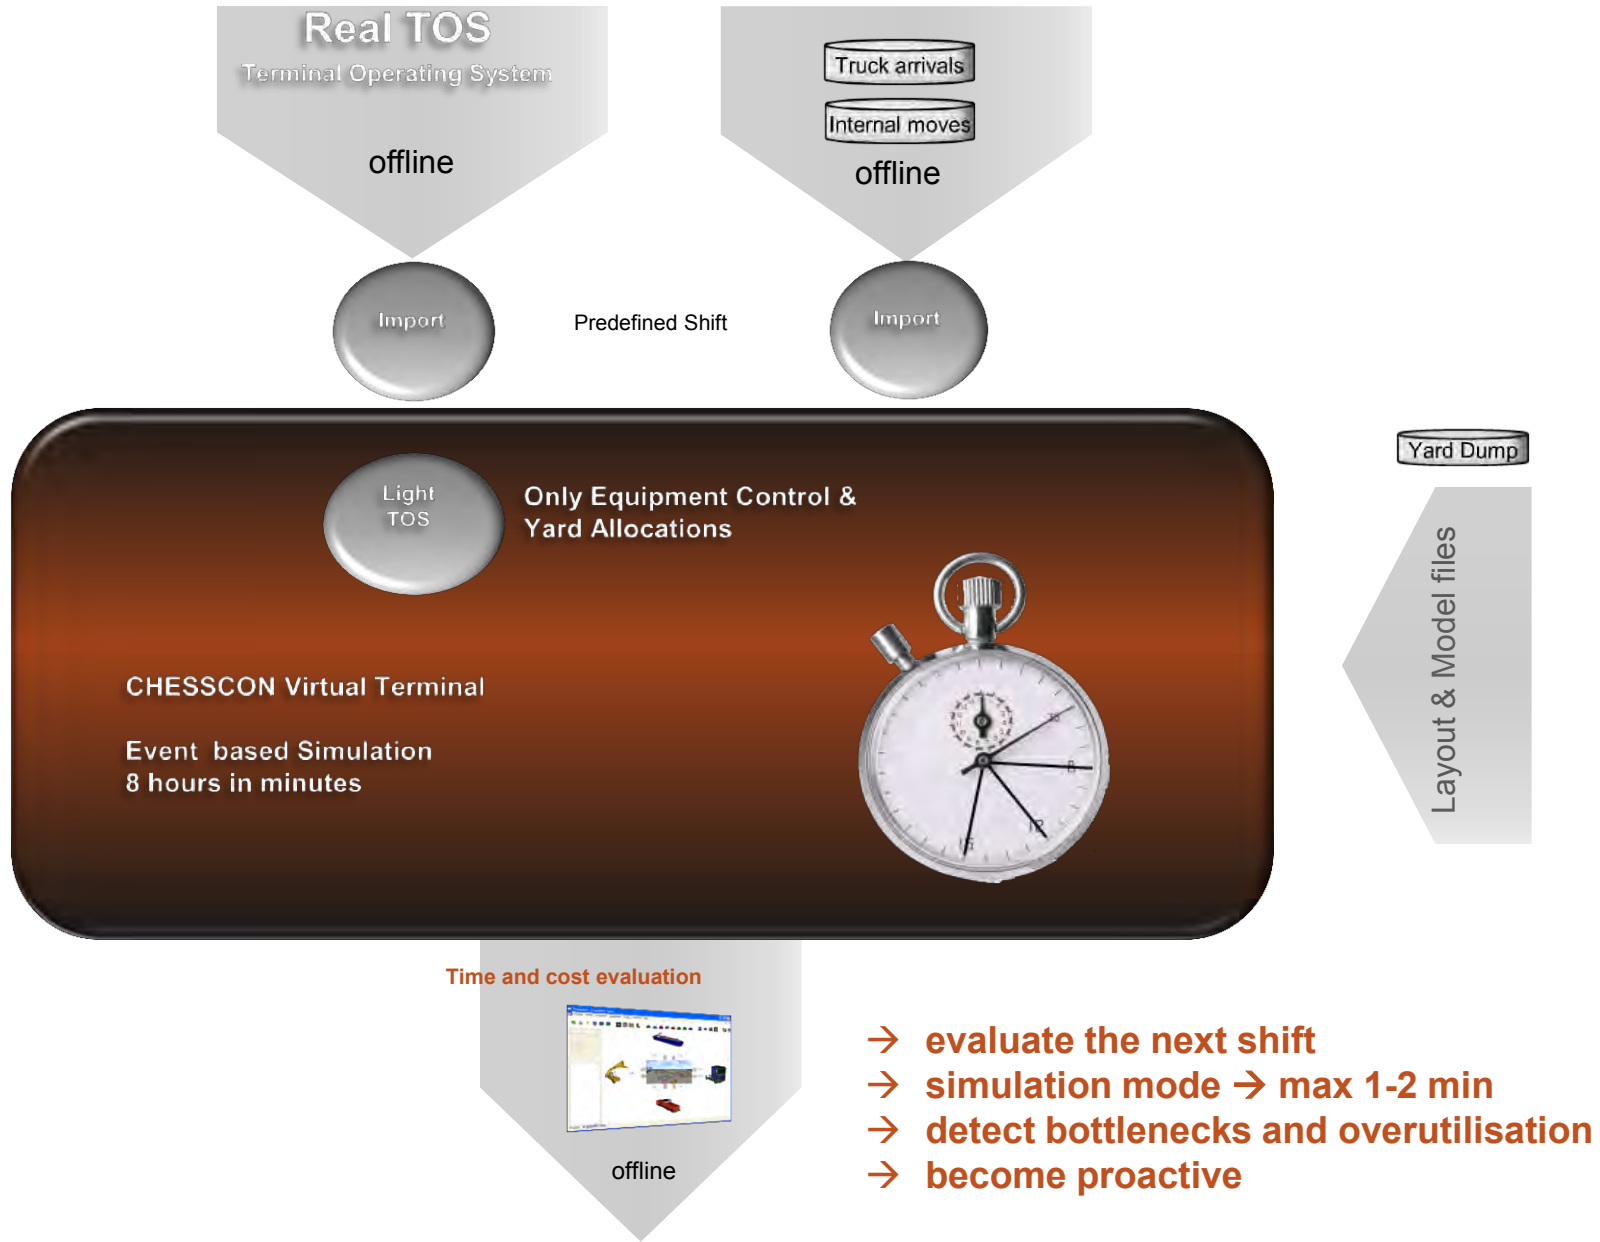 Real TOS
Terminal Operating System
offline
Truck arrivals
Internal moves
offline
Import
Predefined Shift
Import
Light
TOS
Only Equipment Control &
Yard Allocations
Yard Dump
Layout & Model files
CHESSCON Virtual Terminal
Event based Simulation
8 hours in minutes
8
12
15
Time and cost evaluation
offline
→ evaluate the next shift
→ simulation mode → max 1-2 min
→ detect bottlenecks and overutilisation
→ become proactive